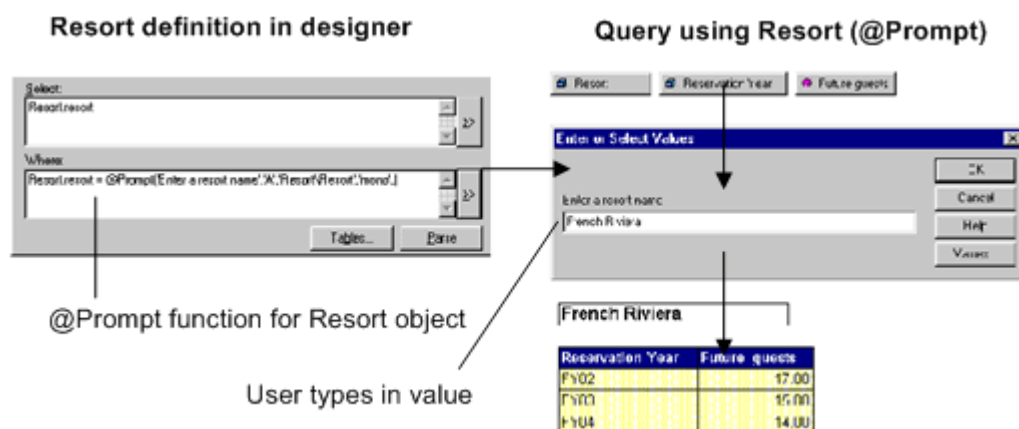 Resort definition in designer
Query using Resort (@Prompt)
Select:
Resort.resort
>>
Where:
Resort.resort = @Prompt('Enter a resort name','A','Resort\Resort','mono',)
>>
Tables...
Parse
@Prompt function for Resort object
User types in value
Resort
Reservation Year
Future guests
Enter or Select Values
Enter a resort name
French Riviera
OK
Cancel
Help
Values
French Riviera
Reservation Year Future guests
FY02 17.00
FY03 15.00
FY04 14.00